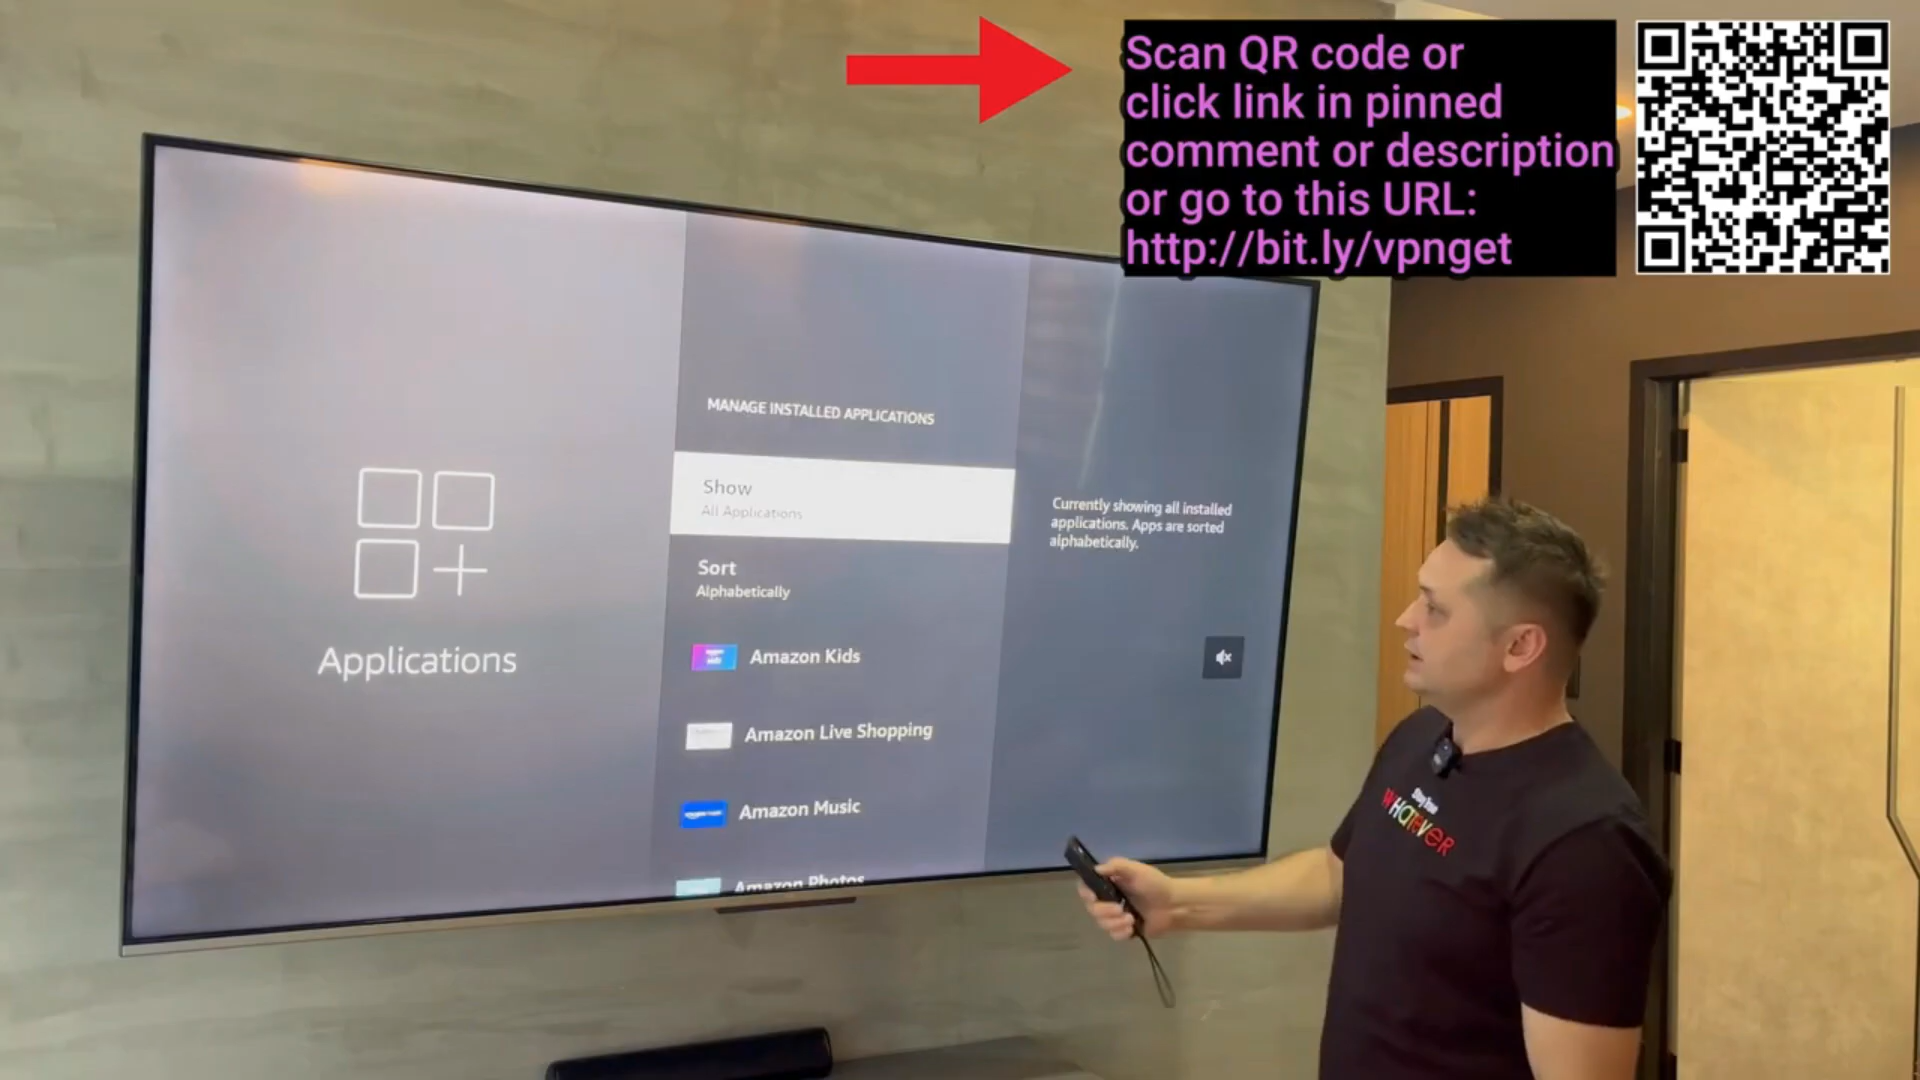 Scan QR code or
click link in pinned
comment or description
or go to this URL:
http://bit.ly/vpnget
MANAGE INSTALLED APPLICATIONS
Show
All Applications
Currently showing all installed
applications. Apps are sorted
alphabetically.
Sort
Alphabetically
Applications
Amazon Kids
Amazon Live Shopping
Amazon Music
Amazon Photos
WHATEVER